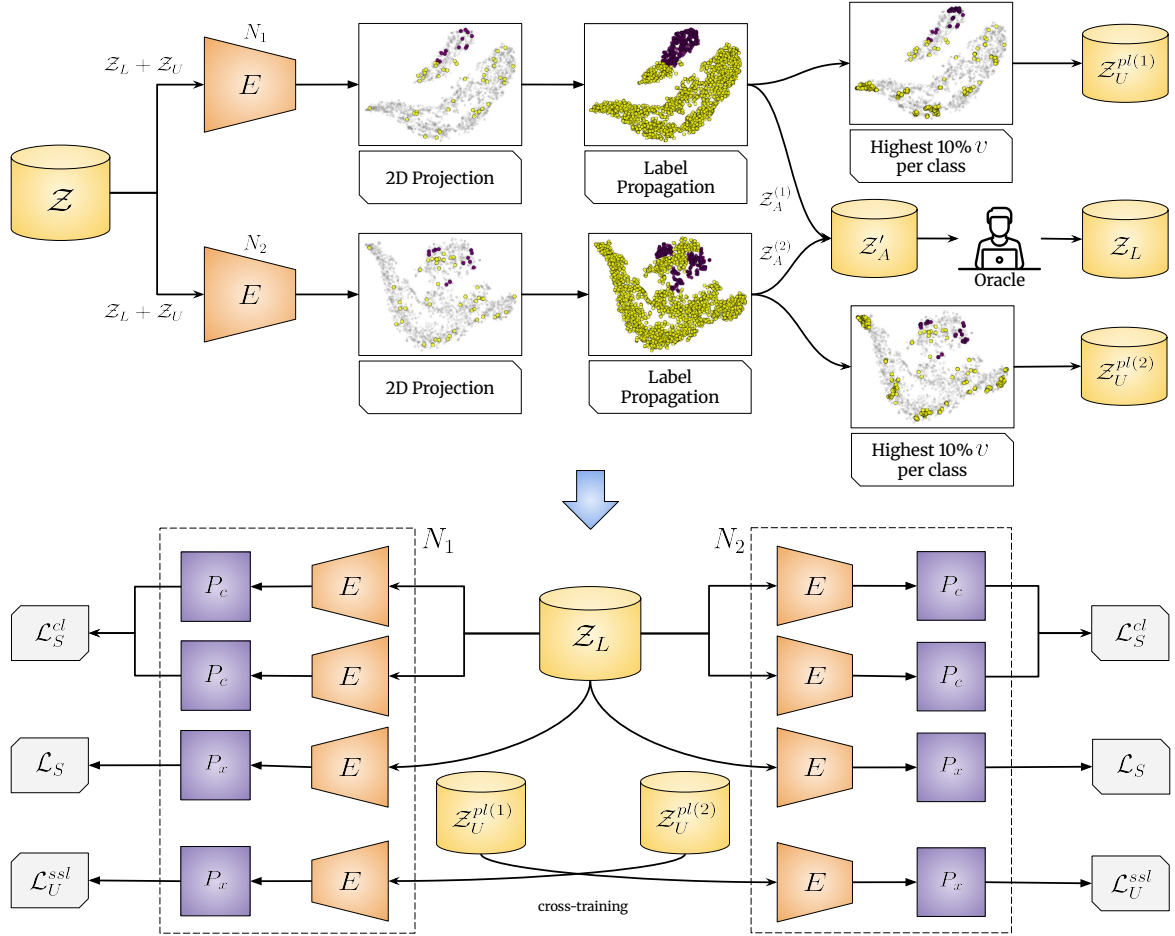 N₁
𝒵_L + 𝒵_U
E
2D Projection
Label
Propagation
Highest 10% v
per class
𝒵_U^{pl(1)}
𝒵
𝒵_A^{(1)}
𝒵_A^{(2)}
𝒵′_A
Oracle
𝒵_L
N₂
E
𝒵_L + 𝒵_U
2D Projection
Label
Propagation
Highest 10% v
per class
𝒵_U^{pl(2)}
N₁
N₂
P_c
E
E
P_c
ℒ_S^{cl}
𝒵_L
ℒ_S^{cl}
P_c
E
E
P_c
ℒ_S
P_x
E
E
P_x
ℒ_S
𝒵_U^{pl(1)}
𝒵_U^{pl(2)}
ℒ_U^{ssl}
P_x
E
E
P_x
ℒ_U^{ssl}
cross-training